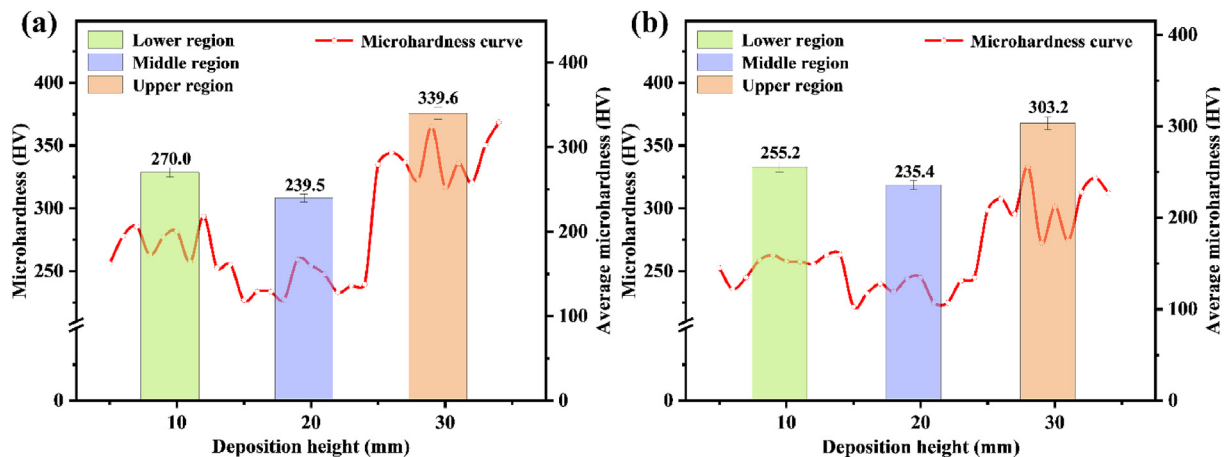 (a)
Lower region
Middle region
Upper region
Microhardness curve
270.0
239.5
339.6
Microhardness (HV)
400
350
300
250
0
Average microhardness (HV)
400
300
200
100
0
10
20
30
Deposition height (mm)
(b)
Lower region
Middle region
Upper region
Microhardness curve
255.2
235.4
303.2
Microhardness (HV)
400
350
300
250
0
Average microhardness (HV)
400
300
200
100
0
10
20
30
Deposition height (mm)